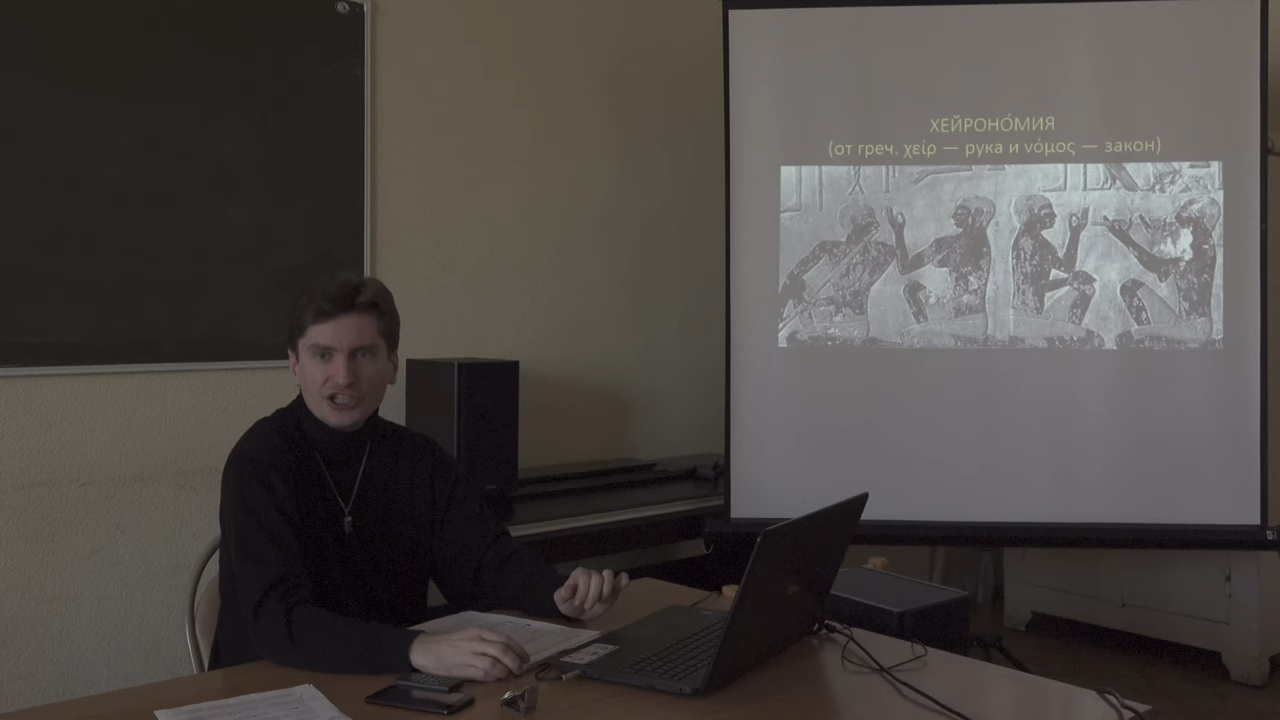 ХЕЙРОНО́МИЯ
(от греч. χείρ — рука и νόμος — закон)